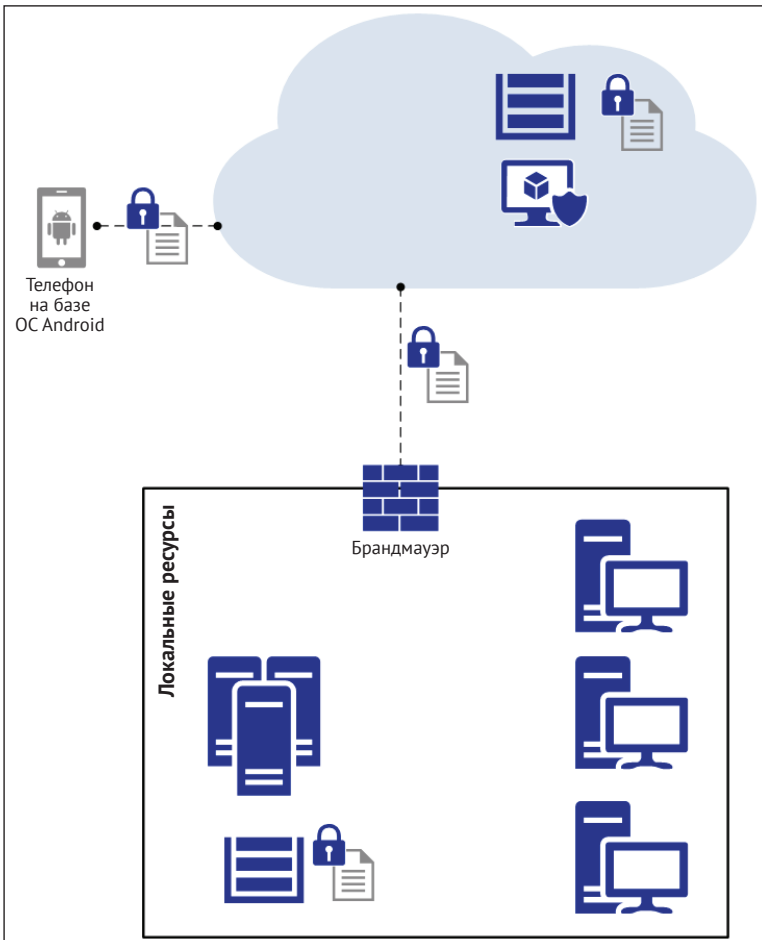 Телефон
на базе
ОС Android
Брандмауэр
Локальные ресурсы